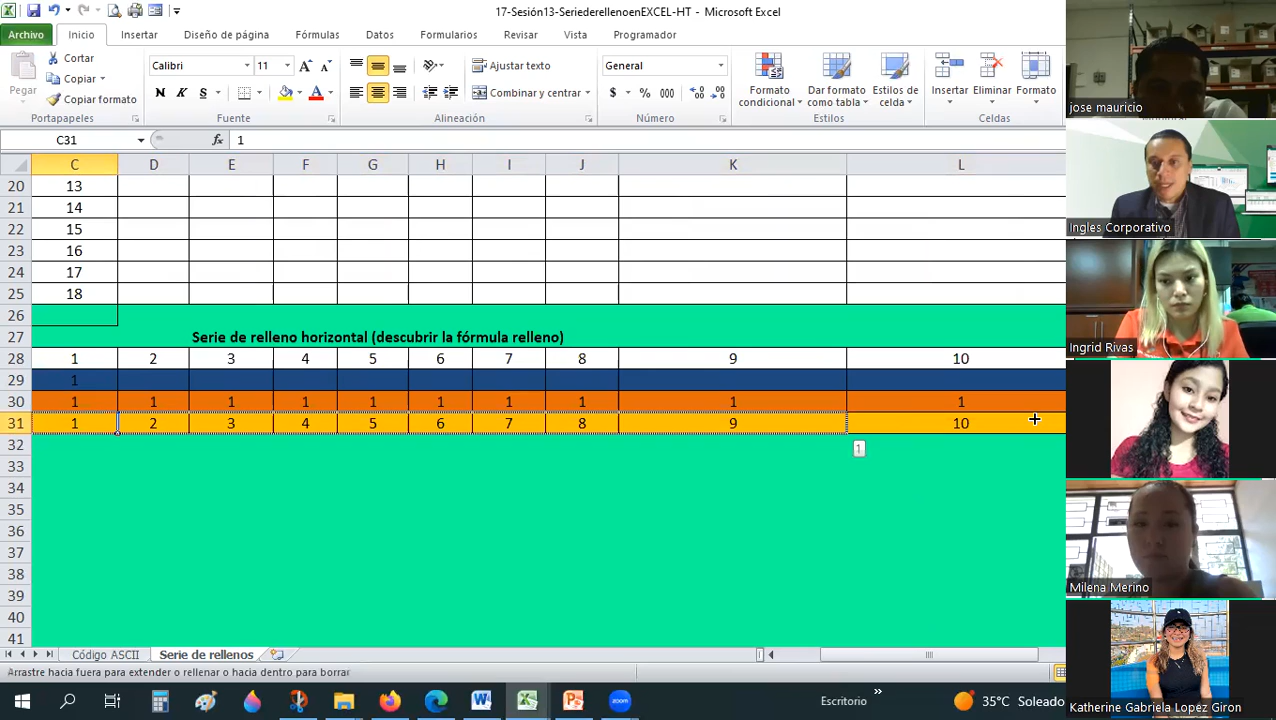 17-Sesión13-SeriederellenoenEXCEL-HT - Microsoft Excel
Archivo Inicio Insertar Diseño de página Fórmulas Datos Formularios Revisar Vista Programador
Pegar
Cortar
Copiar
Copiar formato
Portapapeles
Calibri 11
N K S
Fuente
Ajustar texto
Combinar y centrar
Alineación
General
$ % 000
Número
Formato condicional
Dar formato como tabla
Estilos de celda
Estilos
Insertar
Eliminar
Formato
Celdas
C31 fx 1
C D E F G H I J K L
20 13
21 14
22 15
23 16
24 17
25 18
26
27 Serie de relleno horizontal (descubrir la fórmula relleno)
28 1 2 3 4 5 6 7 8 9 10
29 1
30 1 1 1 1 1 1 1 1 1 1
31 1 2 3 4 5 6 7 8 9 10
32 1
33
34
35
36
37
38
39
40
41
Código ASCII Serie de rellenos
Arrastre hacia fuera para extender o rellenar o hacia dentro para borrar
Escritorio » 35°C Soleado
jose mauricio
Ingles Corporativo
Ingrid Rivas
Milena Merino
Katherine Gabriela Lopez Giron